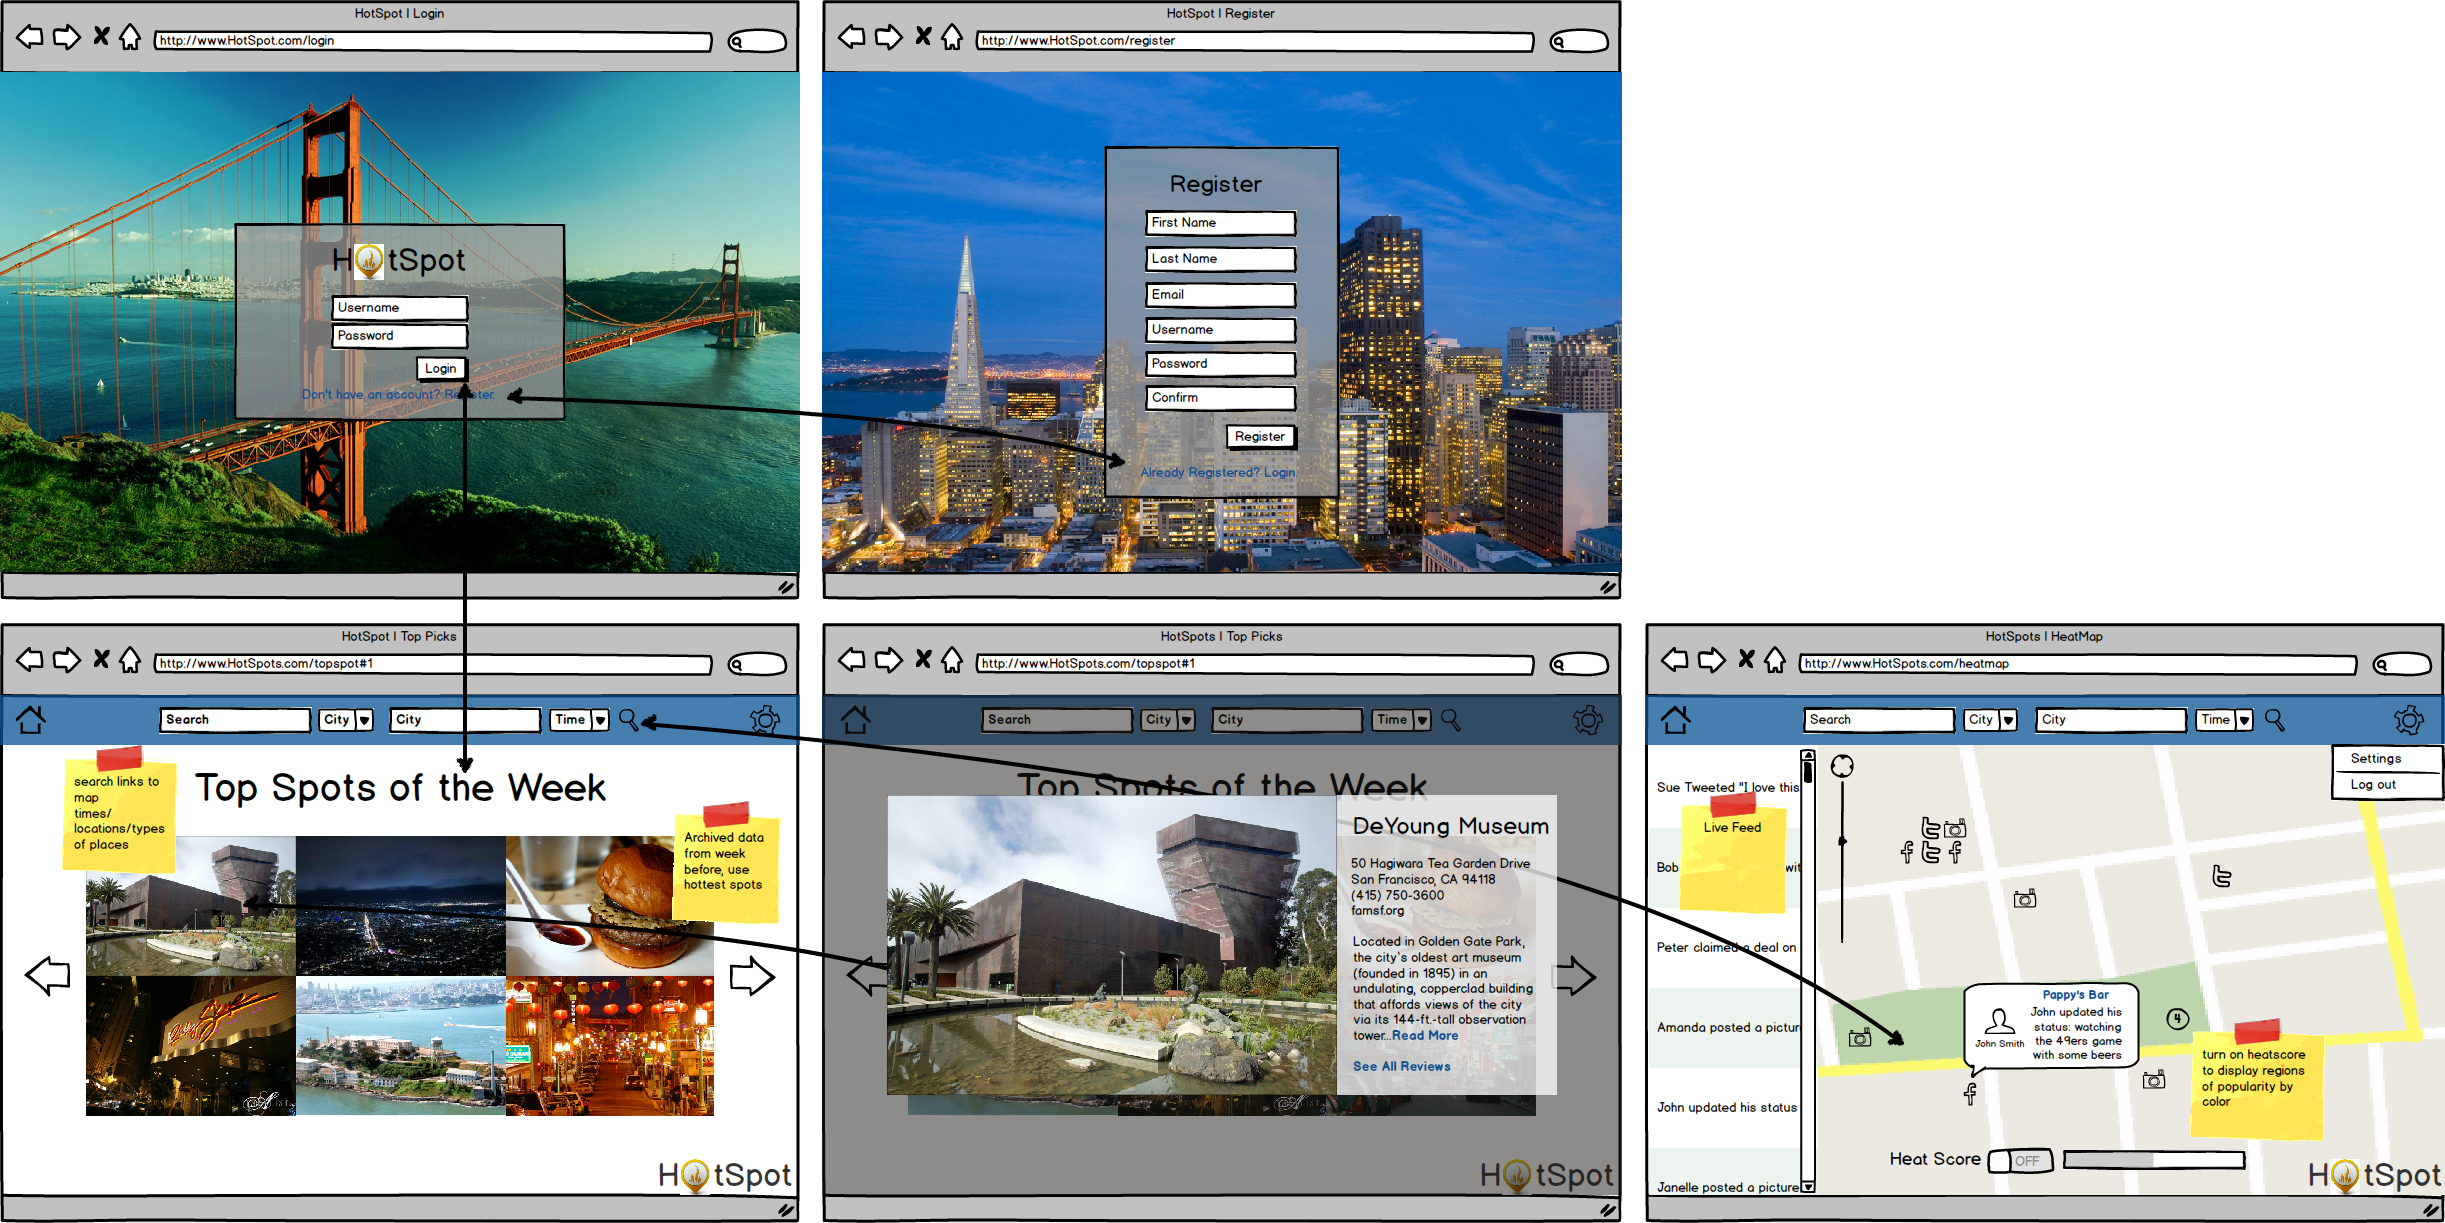 HotSpot | Login
http://www.HotSpot.com/login
HotSpot
Username
Password
Login
Don't have an account? Register.
HotSpot | Register
http://www.HotSpot.com/register
Register
First Name
Last Name
Email
Username
Password
Confirm
Register
Already Registered? Login
HotSpot | Top Picks
http://www.HotSpots.com/topspot#1
Search
City
City
Time
search links to
map
times/
locations/types
of places
Top Spots of the Week
Archived data
from week
before, use
hottest spots
HotSpot
HotSpots | Top Picks
http://www.HotSpots.com/topspot#1
Search
City
City
Time
Top Spots of the Week
DeYoung Museum
50 Hagiwara Tea Garden Drive
San Francisco, CA 94118
(415) 750-3600
famsf.org
Located in Golden Gate Park,
the city`s oldest art museum
(founded in 1895) in an
undulating, copperclad building
that affords views of the city
via its 144-ft.-tall observation
tower...Read More
See All Reviews
HotSpot
HotSpots | HeatMap
http://www.HotSpots.com/heatmap
Search
City
City
Time
Settings
Log out
Sue Tweeted "I love this
Live Feed
Bob wit
Peter claimed a deal on
Amanda posted a pictur
John updated his status
Janelle posted a picture
Pappy's Bar
John updated his
status: watching
the 49ers game
with some beers
John Smith
4
turn on heatscore
to display regions
of popularity by
color
Heat Score
OFF
HotSpot